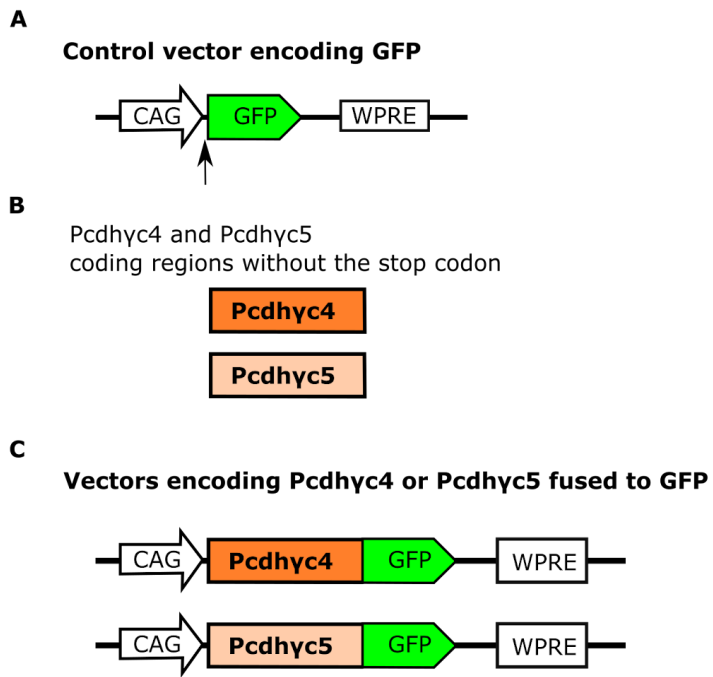 A
Control vector encoding GFP
CAG GFP WPRE
B
Pcdhγc4 and Pcdhγc5
coding regions without the stop codon
Pcdhγc4
Pcdhγc5
C
Vectors encoding Pcdhγc4 or Pcdhγc5 fused to GFP
CAG Pcdhγc4 GFP WPRE
CAG Pcdhγc5 GFP WPRE